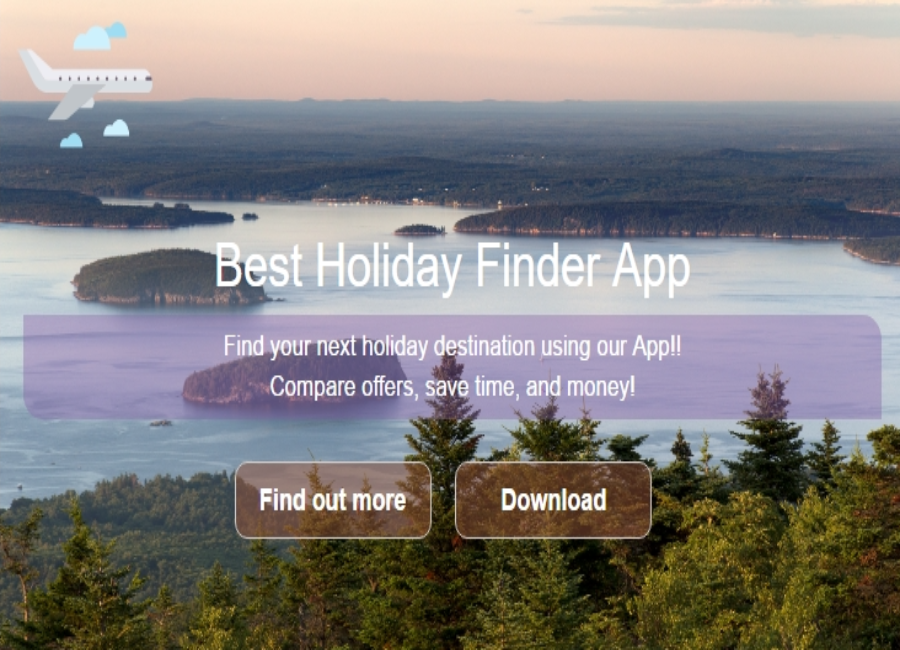 Best Holiday Finder App
Find your next holiday destination using our App!!
Compare offers, save time, and money!
Find out more
Download